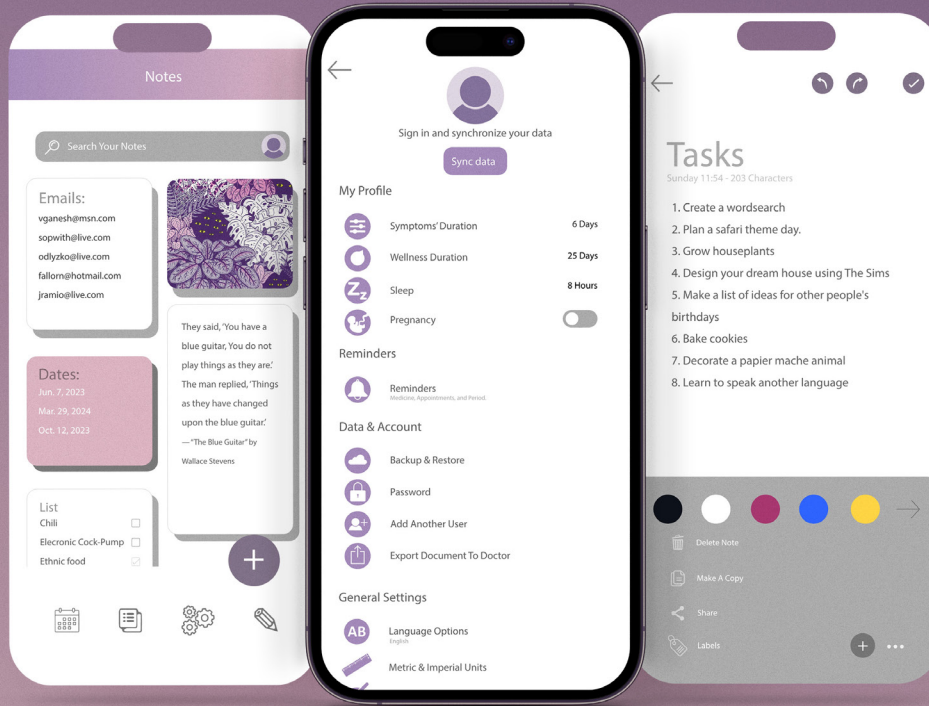 Notes
Search Your Notes
Emails:
vganesh@msn.com
sopwith@live.com
odlyzko@live.com
fallorn@hotmail.com
jramio@live.com
They said, 'You have a
blue guitar, You do not
play things as they are.'
The man replied, 'Things
as they have changed
upon the blue guitar.'
— "The Blue Guitar" by
Wallace Stevens
Dates:
Jun. 7, 2023
Mar. 29, 2024
Oct. 12, 2023
List
Chili
Elecronic Cock-Pump
Ethnic food
Sign in and synchronize your data
Sync data
My Profile
Symptoms' Duration 6 Days
Wellness Duration 25 Days
Sleep 8 Hours
Pregnancy
Reminders
Reminders
Medicine, Appointments, and Period.
Data & Account
Backup & Restore
Password
Add Another User
Export Document To Doctor
General Settings
AB Language Options
English
Metric & Imperial Units
Tasks
Sunday 11:54 - 203 Characters
1. Create a wordsearch
2. Plan a safari theme day.
3. Grow houseplants
4. Design your dream house using The Sims
5. Make a list of ideas for other people's
birthdays
6. Bake cookies
7. Decorate a papier mache animal
8. Learn to speak another language
Delete Note
Make A Copy
Share
Labels